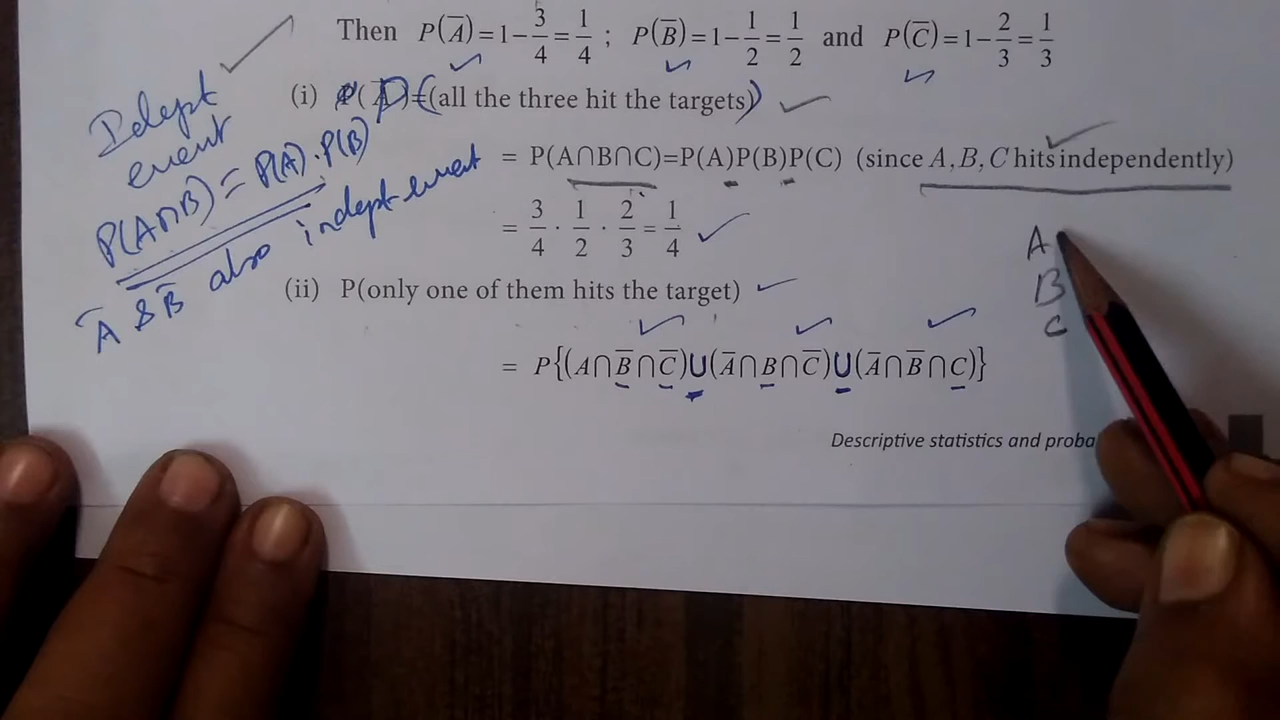 Then P(A̅)=1−3/4=1/4 ; P(B̅)=1−1/2=1/2 and P(C̅)=1−2/3=1/3
(i) P(all the three hit the targets)
= P(A∩B∩C)=P(A)P(B)P(C) (since A, B, C hits independently)
= 3/4 · 1/2 · 2/3 = 1/4
(ii) P(only one of them hits the target)
= P{(A∩B̅∩C̅)∪(A̅∩B∩C̅)∪(A̅∩B̅∩C)}
Descriptive statistics and proba
Idept
event
P(A∩B) = P(A).P(B)
A̅ & B̅ also indept event
A
B
C